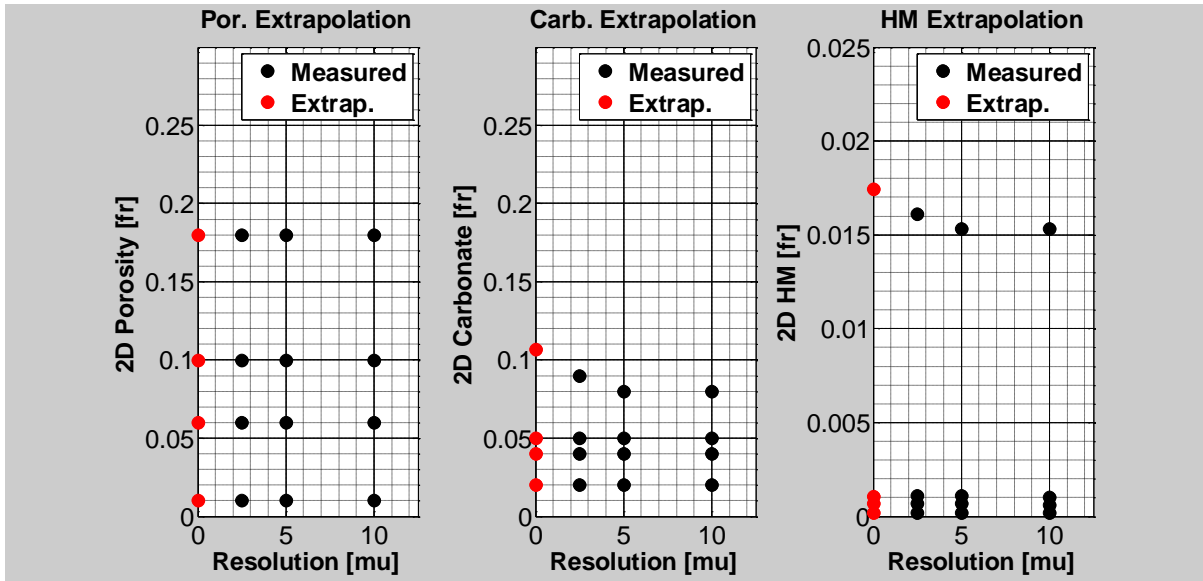 Por. Extrapolation
Measured
Extrap.
0.25
0.2
0.15
0.1
0.05
0
2D Porosity [fr]
0 5 10
Resolution [mu]
Carb. Extrapolation
Measured
Extrap.
0.25
0.2
0.15
0.1
0.05
0
2D Carbonate [fr]
0 5 10
Resolution [mu]
HM Extrapolation
Measured
Extrap.
0.025
0.02
0.015
0.01
0.005
0
2D HM [fr]
0 5 10
Resolution [mu]